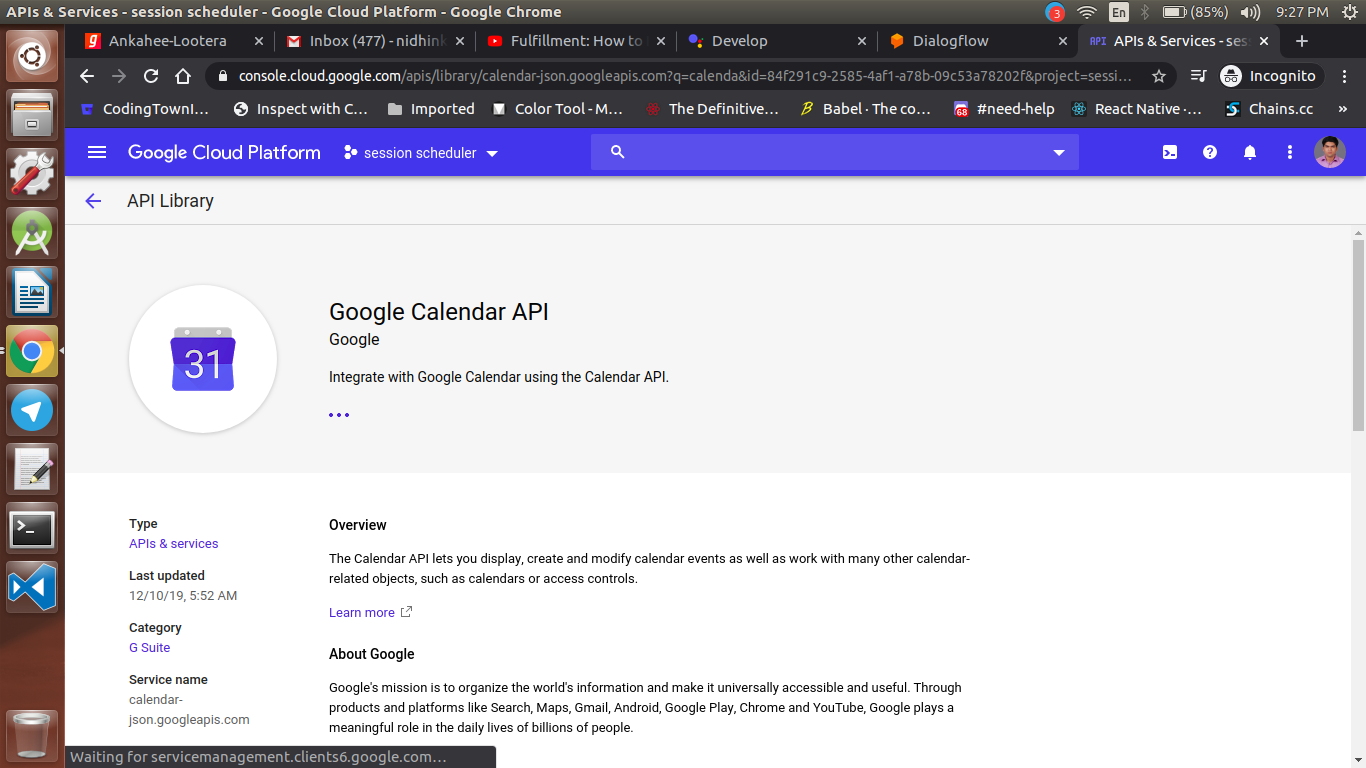 APIs & Services - session scheduler - Google Cloud Platform - Google Chrome
3 En (85%) 9:27 PM
Ankahee-Lootera
Inbox (477) - nidhink
Fulfillment: How to
Develop
Dialogflow
API APIs & Services - ses
console.cloud.google.com/apis/library/calendar-json.googleapis.com?q=calenda&id=84f291c9-2585-4af1-a78b-09c53a78202f&project=sessi...
Incognito
CodingTownI...
Inspect with C...
Imported
Color Tool - M...
The Definitive...
Babel · The co...
68 #need-help
React Native ·...
Chains.cc
»
Google Cloud Platform
session scheduler
API Library
31
Google Calendar API
Google
Integrate with Google Calendar using the Calendar API.
Type
APIs & services
Last updated
12/10/19, 5:52 AM
Category
G Suite
Service name
calendar-
json.googleapis.com
Overview
The Calendar API lets you display, create and modify calendar events as well as work with many other calendar-
related objects, such as calendars or access controls.
Learn more
About Google
Google's mission is to organize the world's information and make it universally accessible and useful. Through
products and platforms like Search, Maps, Gmail, Android, Google Play, Chrome and YouTube, Google plays a
meaningful role in the daily lives of billions of people.
Waiting for servicemanagement.clients6.google.com...